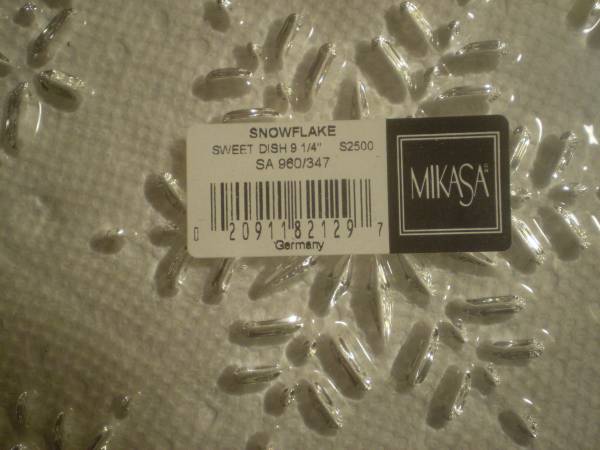 SNOWFLAKE
SWEET DISH 9 1/4" S2500
SA 960/347
0 20911 82129 7
Germany
MIKASA